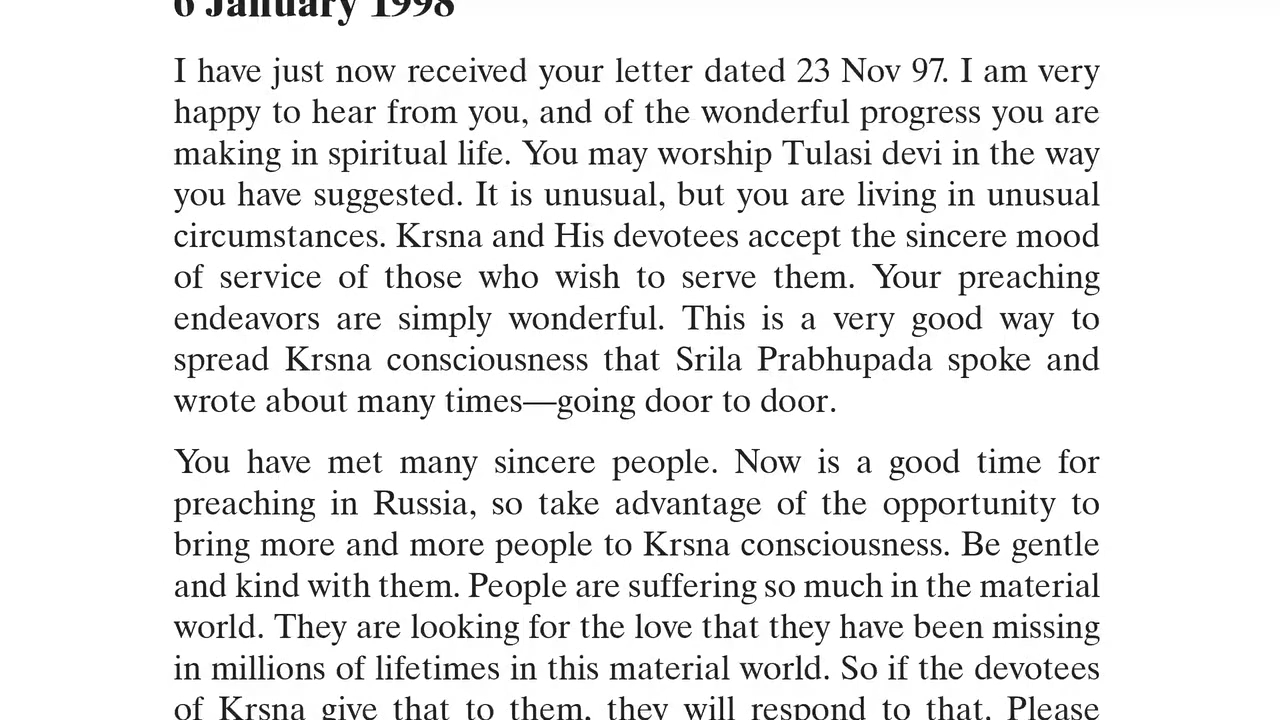 6 January 1998
I have just now received your letter dated 23 Nov 97. I am very
happy to hear from you, and of the wonderful progress you are
making in spiritual life. You may worship Tulasi devi in the way
you have suggested. It is unusual, but you are living in unusual
circumstances. Krsna and His devotees accept the sincere mood
of service of those who wish to serve them. Your preaching
endeavors are simply wonderful. This is a very good way to
spread Krsna consciousness that Srila Prabhupada spoke and
wrote about many times—going door to door.
You have met many sincere people. Now is a good time for
preaching in Russia, so take advantage of the opportunity to
bring more and more people to Krsna consciousness. Be gentle
and kind with them. People are suffering so much in the material
world. They are looking for the love that they have been missing
in millions of lifetimes in this material world. So if the devotees
of Krsna give that to them, they will respond to that. Please